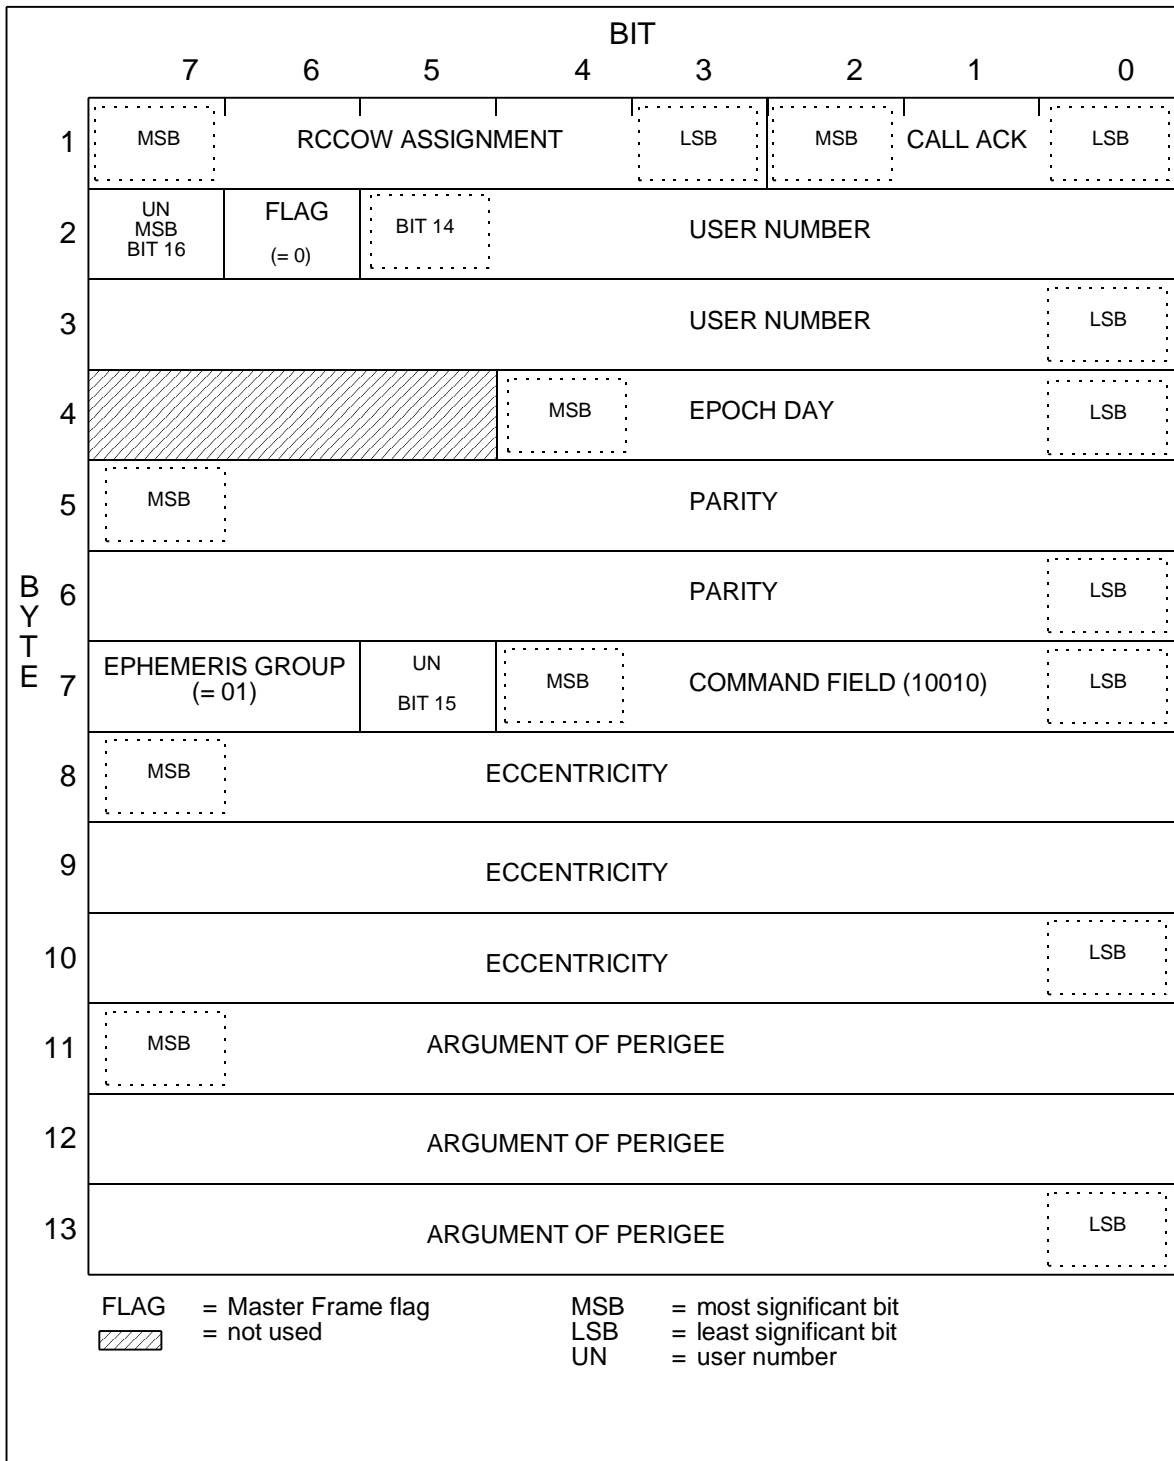 BIT
7 6 5 4 3 2 1 0
1 MSB RCCOW ASSIGNMENT LSB MSB CALL ACK LSB
2 UN MSB BIT 16 FLAG (= 0) BIT 14 USER NUMBER
3 USER NUMBER LSB
4 MSB EPOCH DAY LSB
5 MSB PARITY
BYTE
6 PARITY LSB
7 EPHEMERIS GROUP (= 01) UN BIT 15 MSB COMMAND FIELD (10010) LSB
8 MSB ECCENTRICITY
9 ECCENTRICITY
10 ECCENTRICITY LSB
11 MSB ARGUMENT OF PERIGEE
12 ARGUMENT OF PERIGEE
13 ARGUMENT OF PERIGEE LSB
FLAG = Master Frame flag MSB = most significant bit
= not used LSB = least significant bit
UN = user number